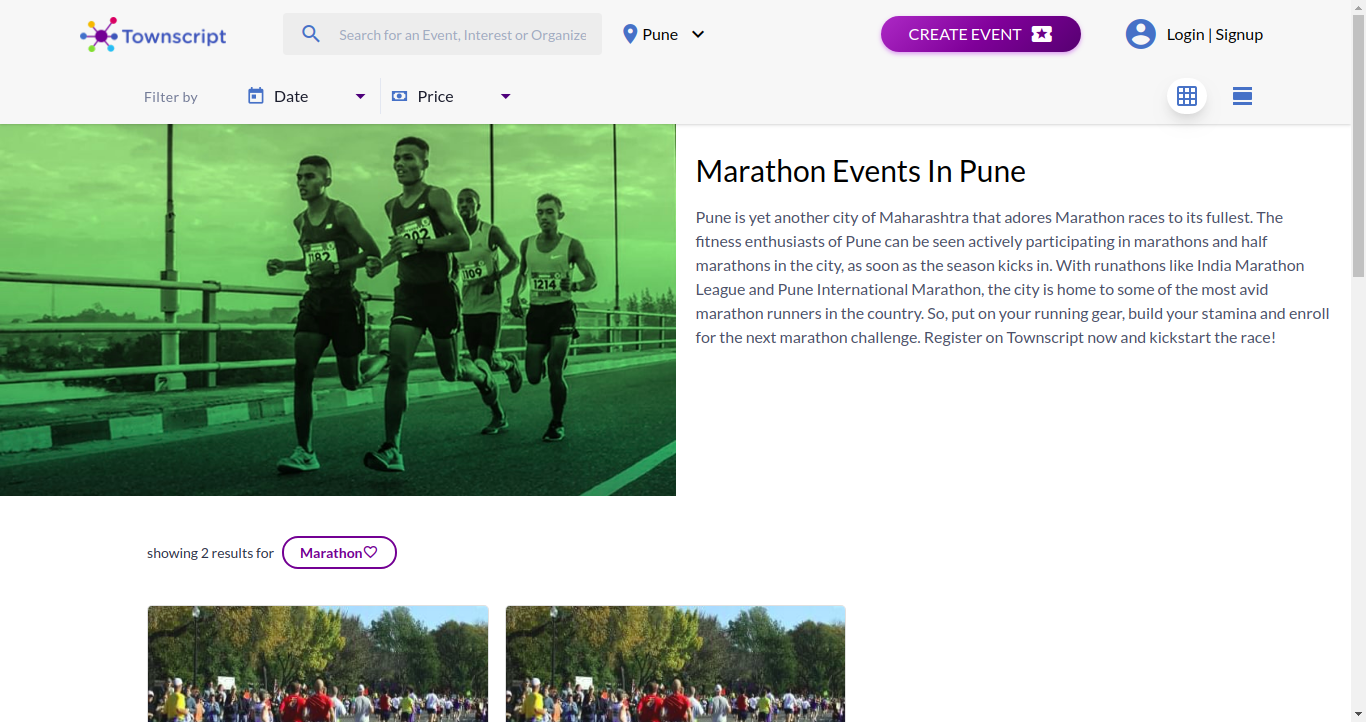 Townscript
Search for an Event, Interest or Organize
Pune
CREATE EVENT
Login | Signup
Filter by
Date
Price
Marathon Events In Pune
Pune is yet another city of Maharashtra that adores Marathon races to its fullest. The
fitness enthusiasts of Pune can be seen actively participating in marathons and half
marathons in the city, as soon as the season kicks in. With runathons like India Marathon
League and Pune International Marathon, the city is home to some of the most avid
marathon runners in the country. So, put on your running gear, build your stamina and enroll
for the next marathon challenge. Register on Townscript now and kickstart the race!
1182
1109
1214
showing 2 results for
Marathon